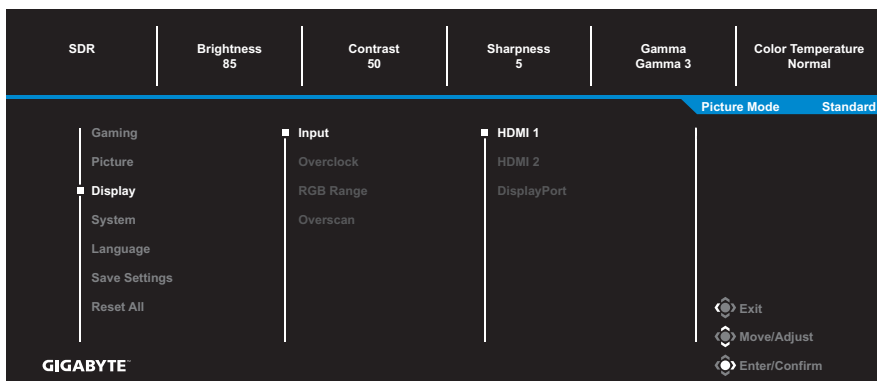 SDR Brightness Contrast Sharpness Gamma Color Temperature
85 50 5 Gamma 3 Normal
Picture Mode Standard
Gaming Input HDMI 1
Picture Overclock HDMI 2
Display RGB Range DisplayPort
System Overscan
Language
Save Settings
Reset All
Exit
Move/Adjust
GIGABYTE™ Enter/Confirm